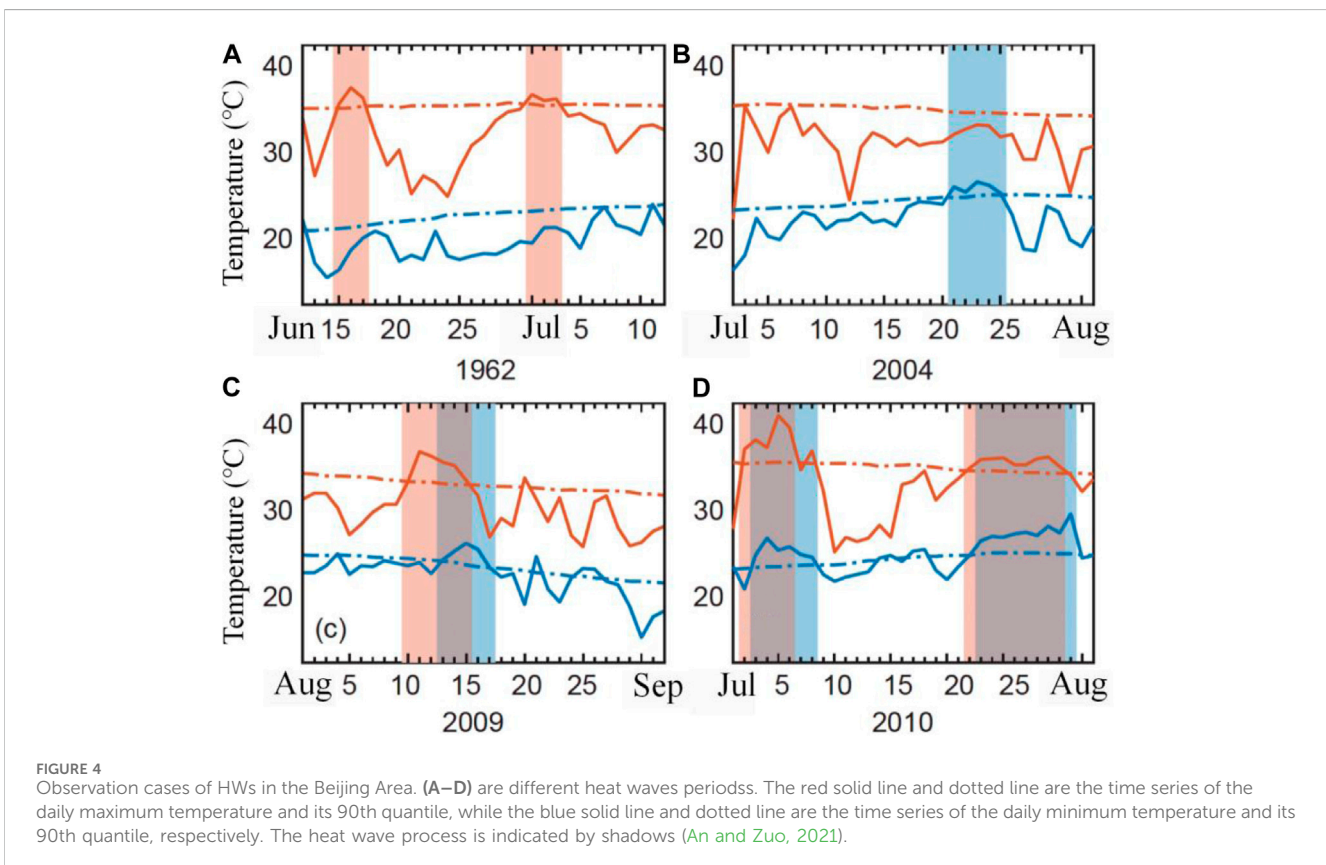 A
B
Temperature (°C)
40
30
20
Jun 15 20 25 Jul 5 10
1962
Jul 5 10 15 20 25 Aug
2004
C
D
Temperature (°C)
40
30
20
(c)
Aug 5 10 15 20 25 Sep
2009
40
30
20
Jul 5 10 15 20 25 Aug
2010
40
30
20
FIGURE 4
Observation cases of HWs in the Beijing Area. (A–D) are different heat waves periodss. The red solid line and dotted line are the time series of the
daily maximum temperature and its 90th quantile, while the blue solid line and dotted line are the time series of the daily minimum temperature and its
90th quantile, respectively. The heat wave process is indicated by shadows (An and Zuo, 2021).